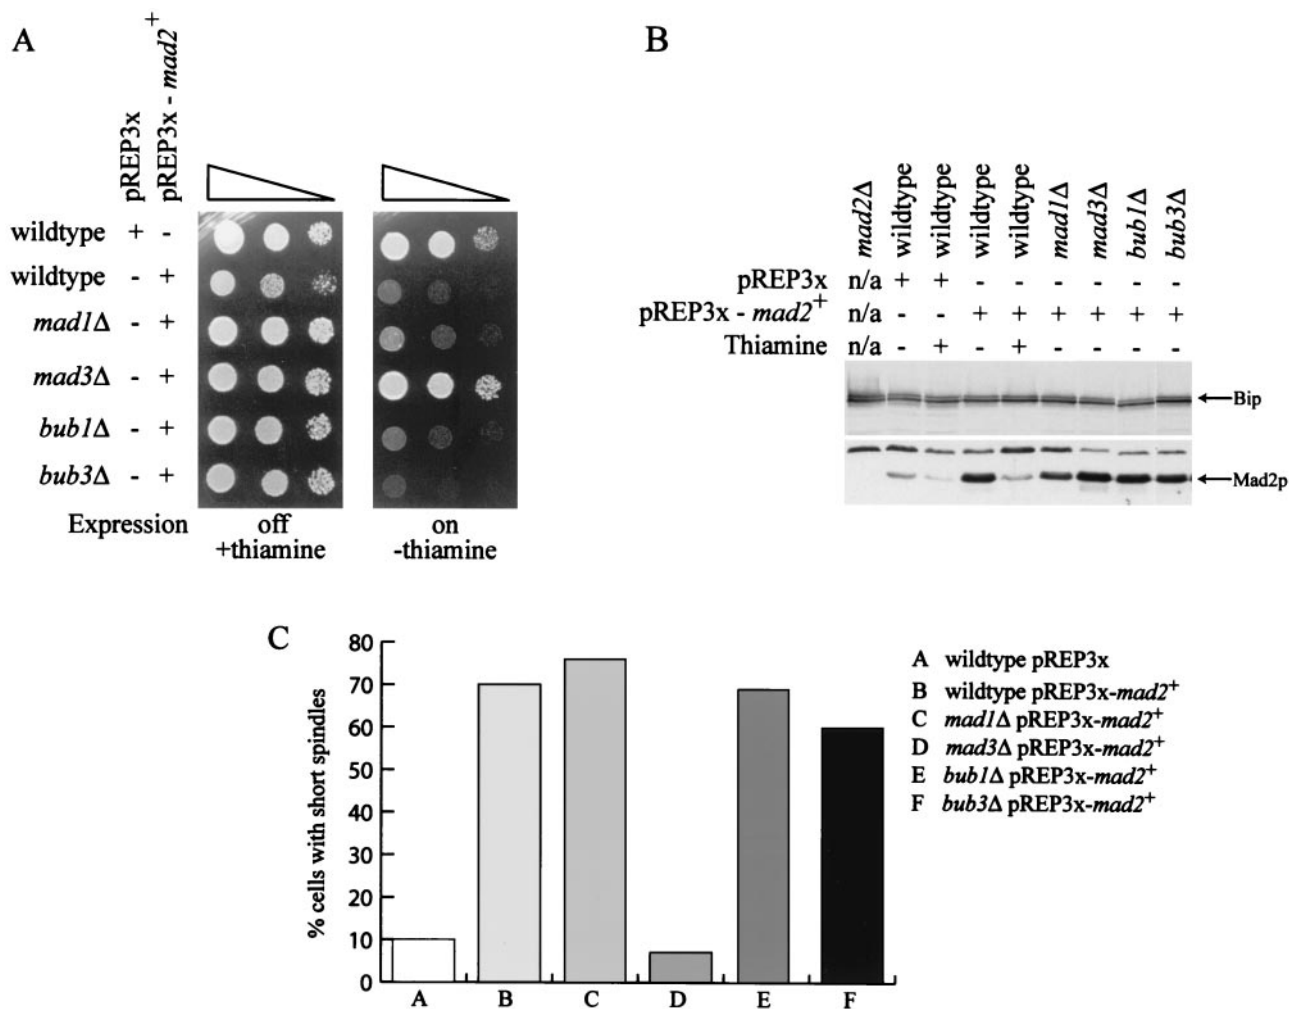 A
pREP3x
pREP3x - mad2+
wildtype + -
wildtype - +
mad1Δ - +
mad3Δ - +
bub1Δ - +
bub3Δ - +
Expression off on
+thiamine -thiamine
B
mad2Δ wildtype wildtype wildtype wildtype mad1Δ mad3Δ bub1Δ bub3Δ
pREP3x n/a + + - - - - - -
pREP3x - mad2+ n/a - - + + + + + +
Thiamine n/a - + - + - - - -
Bip
Mad2p
C
% cells with short spindles
80
70
60
50
40
30
20
10
0
A B C D E F
A wildtype pREP3x
B wildtype pREP3x-mad2+
C mad1Δ pREP3x-mad2+
D mad3Δ pREP3x-mad2+
E bub1Δ pREP3x-mad2+
F bub3Δ pREP3x-mad2+